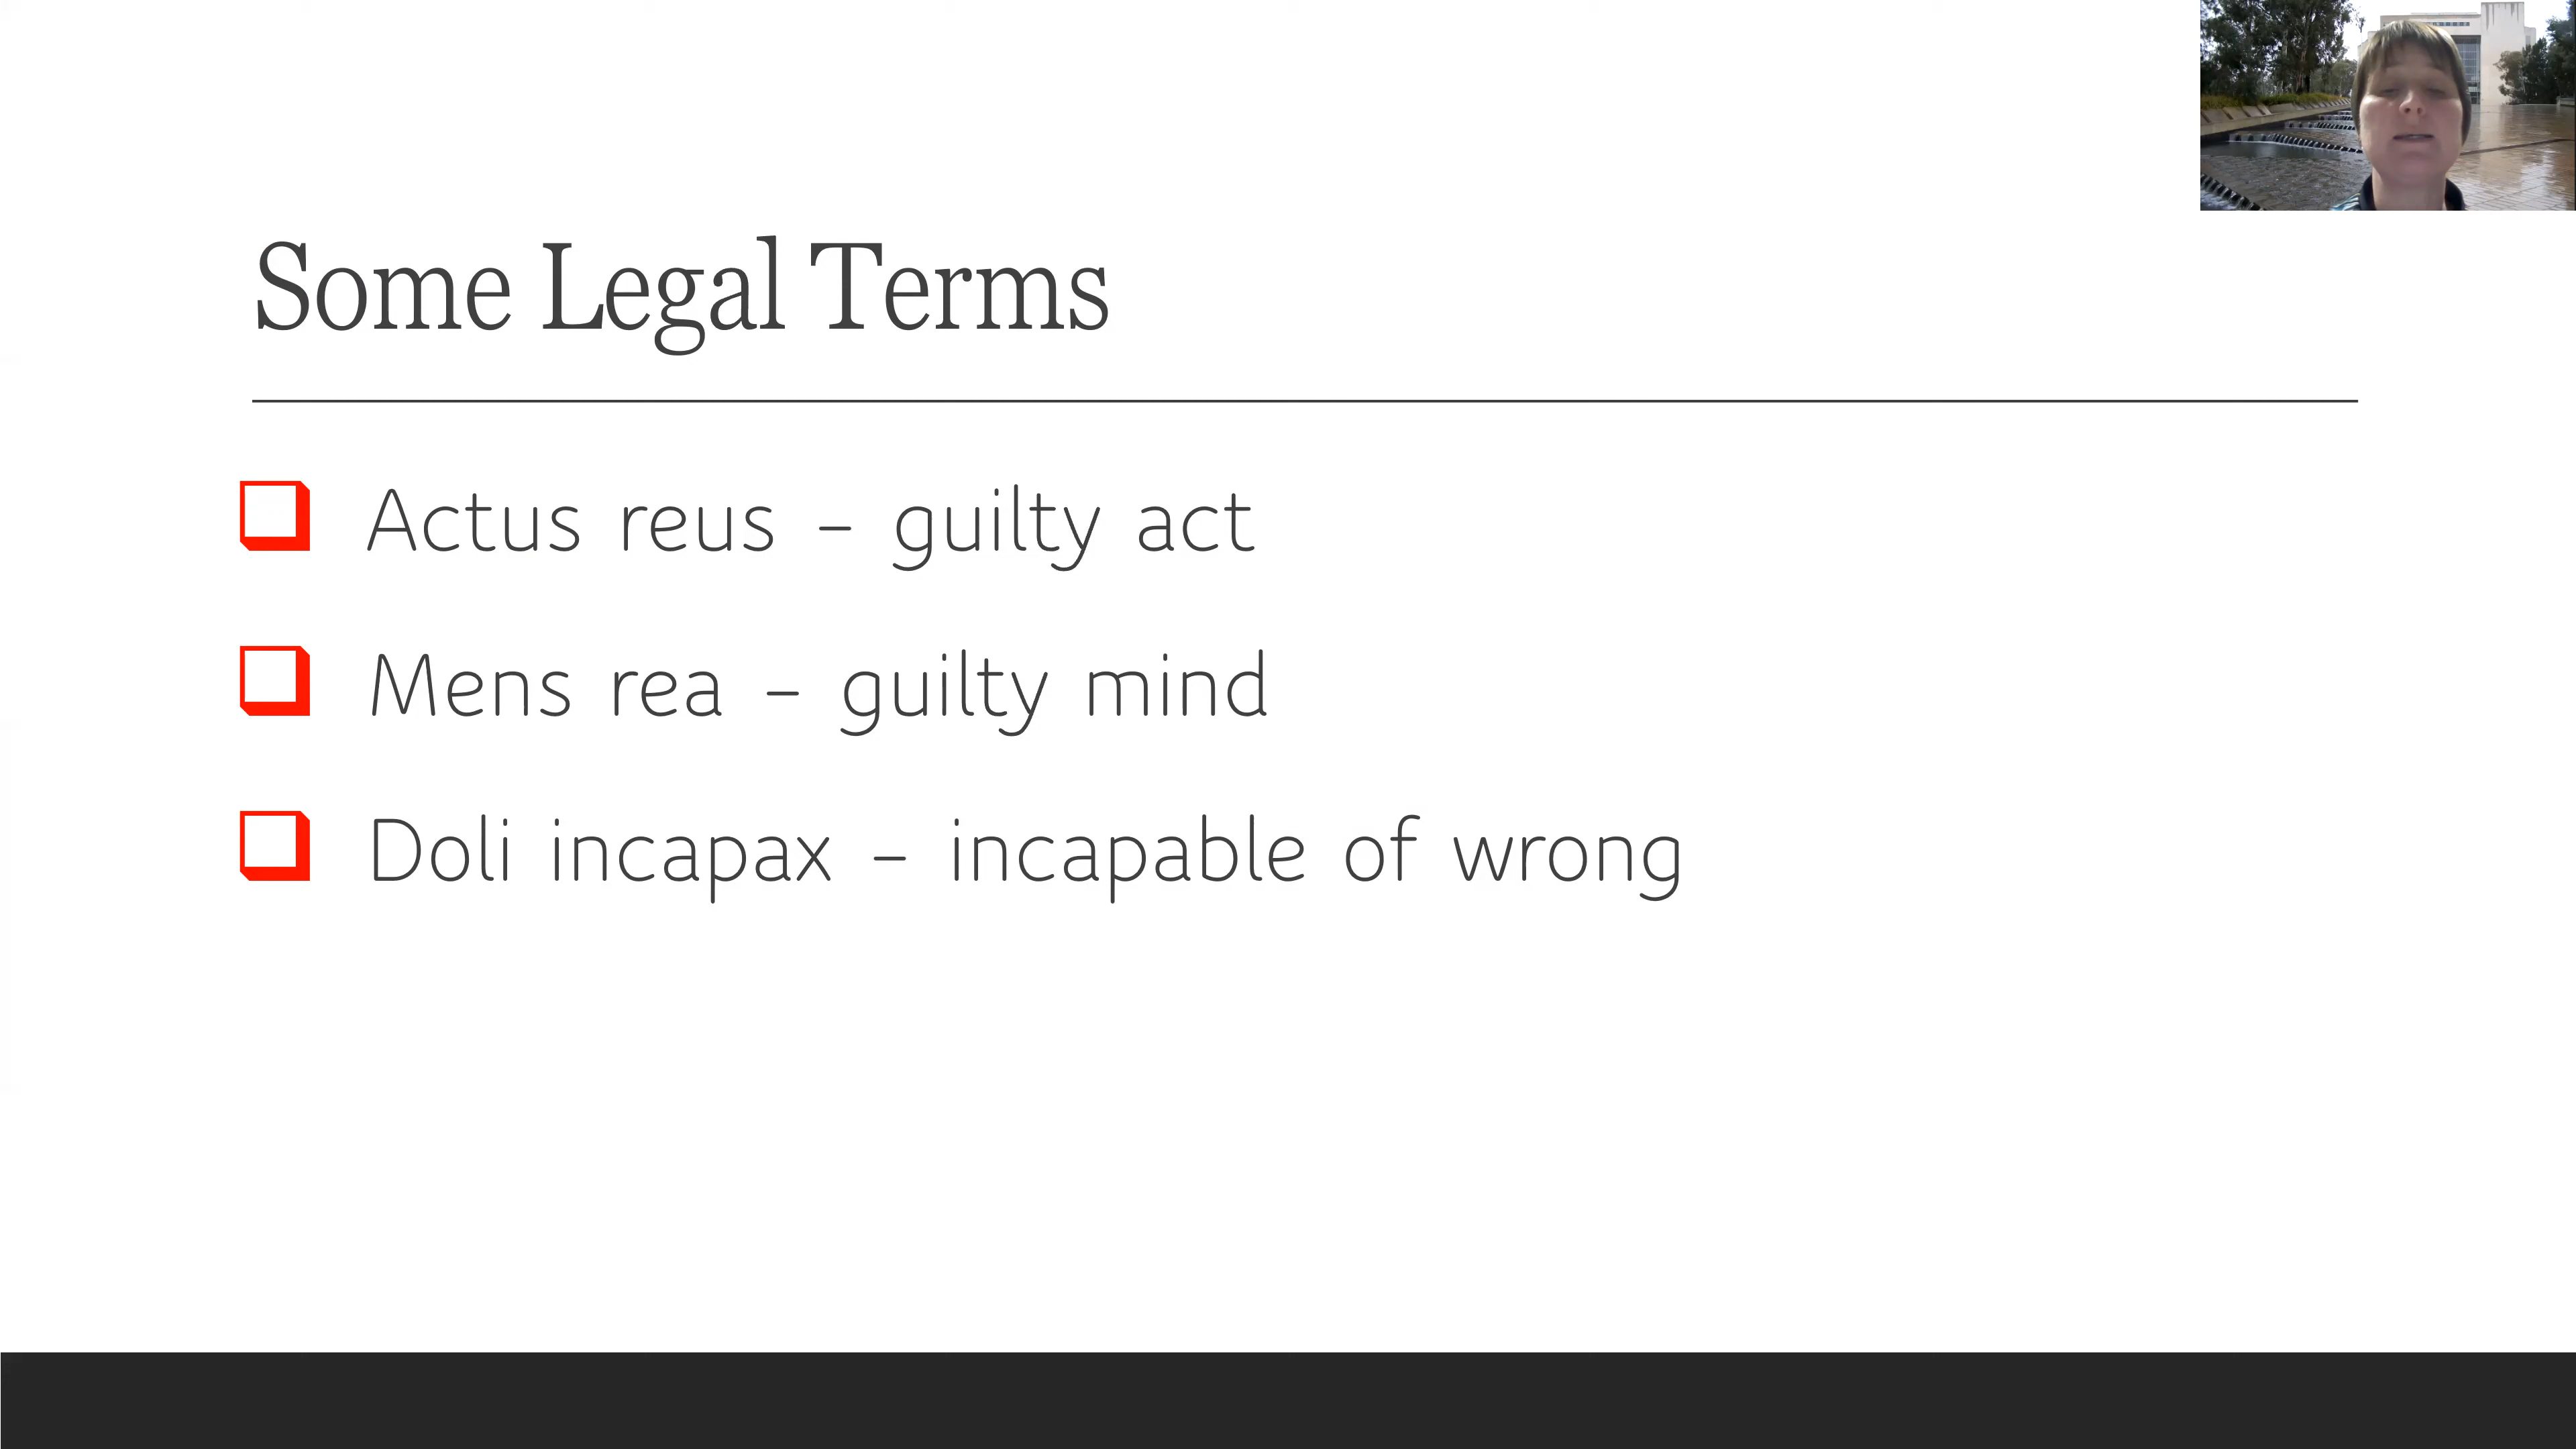 Some Legal Terms
Actus reus – guilty act
Mens rea – guilty mind
Doli incapax – incapable of wrong